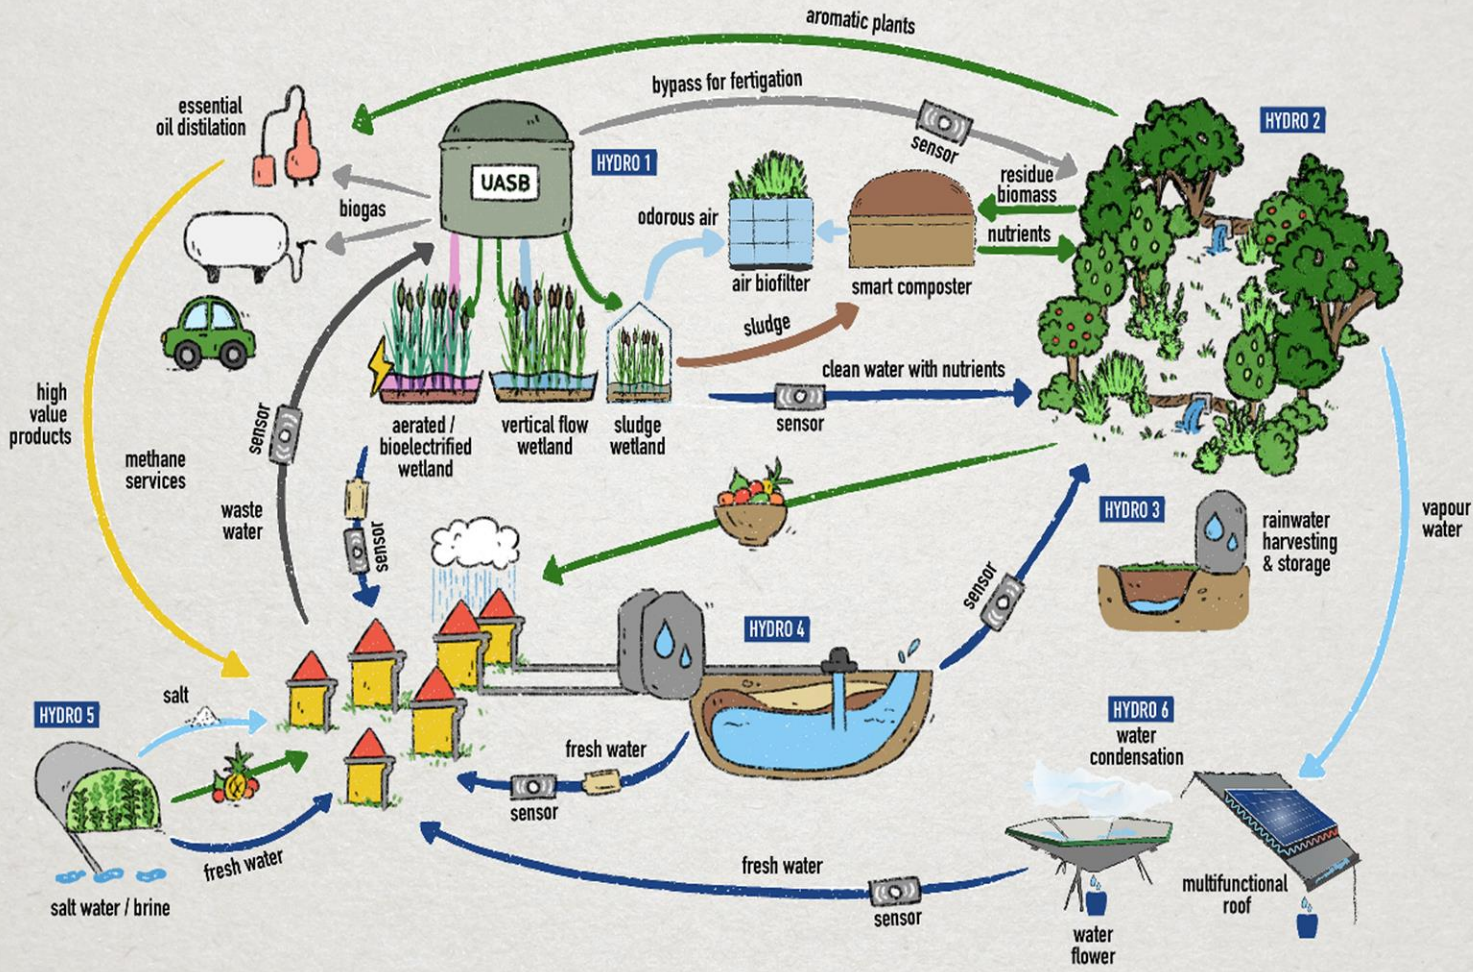 aromatic plants
bypass for fertigation
essential
oil distilation
HYDRO 1
HYDRO 2
sensor
UASB
residue
biomass
biogas
odorous air
nutrients
air biofilter
smart composter
sludge
clean water with nutrients
sensor
high
value
products
sensor
aerated /
bioelectrified
wetland
vertical flow
wetland
sludge
wetland
methane
services
waste
water
sensor
HYDRO 3
rainwater
harvesting
& storage
vapour
water
sensor
HYDRO 4
salt
HYDRO 5
HYDRO 6
water
condensation
fresh water
sensor
fresh water
fresh water
sensor
salt water / brine
multifunctional
roof
water
flower